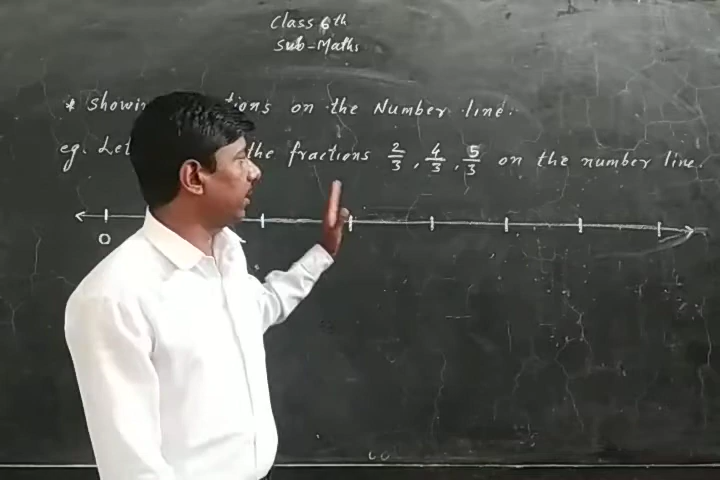 Class 6th
Sub-Maths
* Showin tions on the Number line:
eg. Let the fractions 2/3, 4/3, 5/3 on the number line.
0